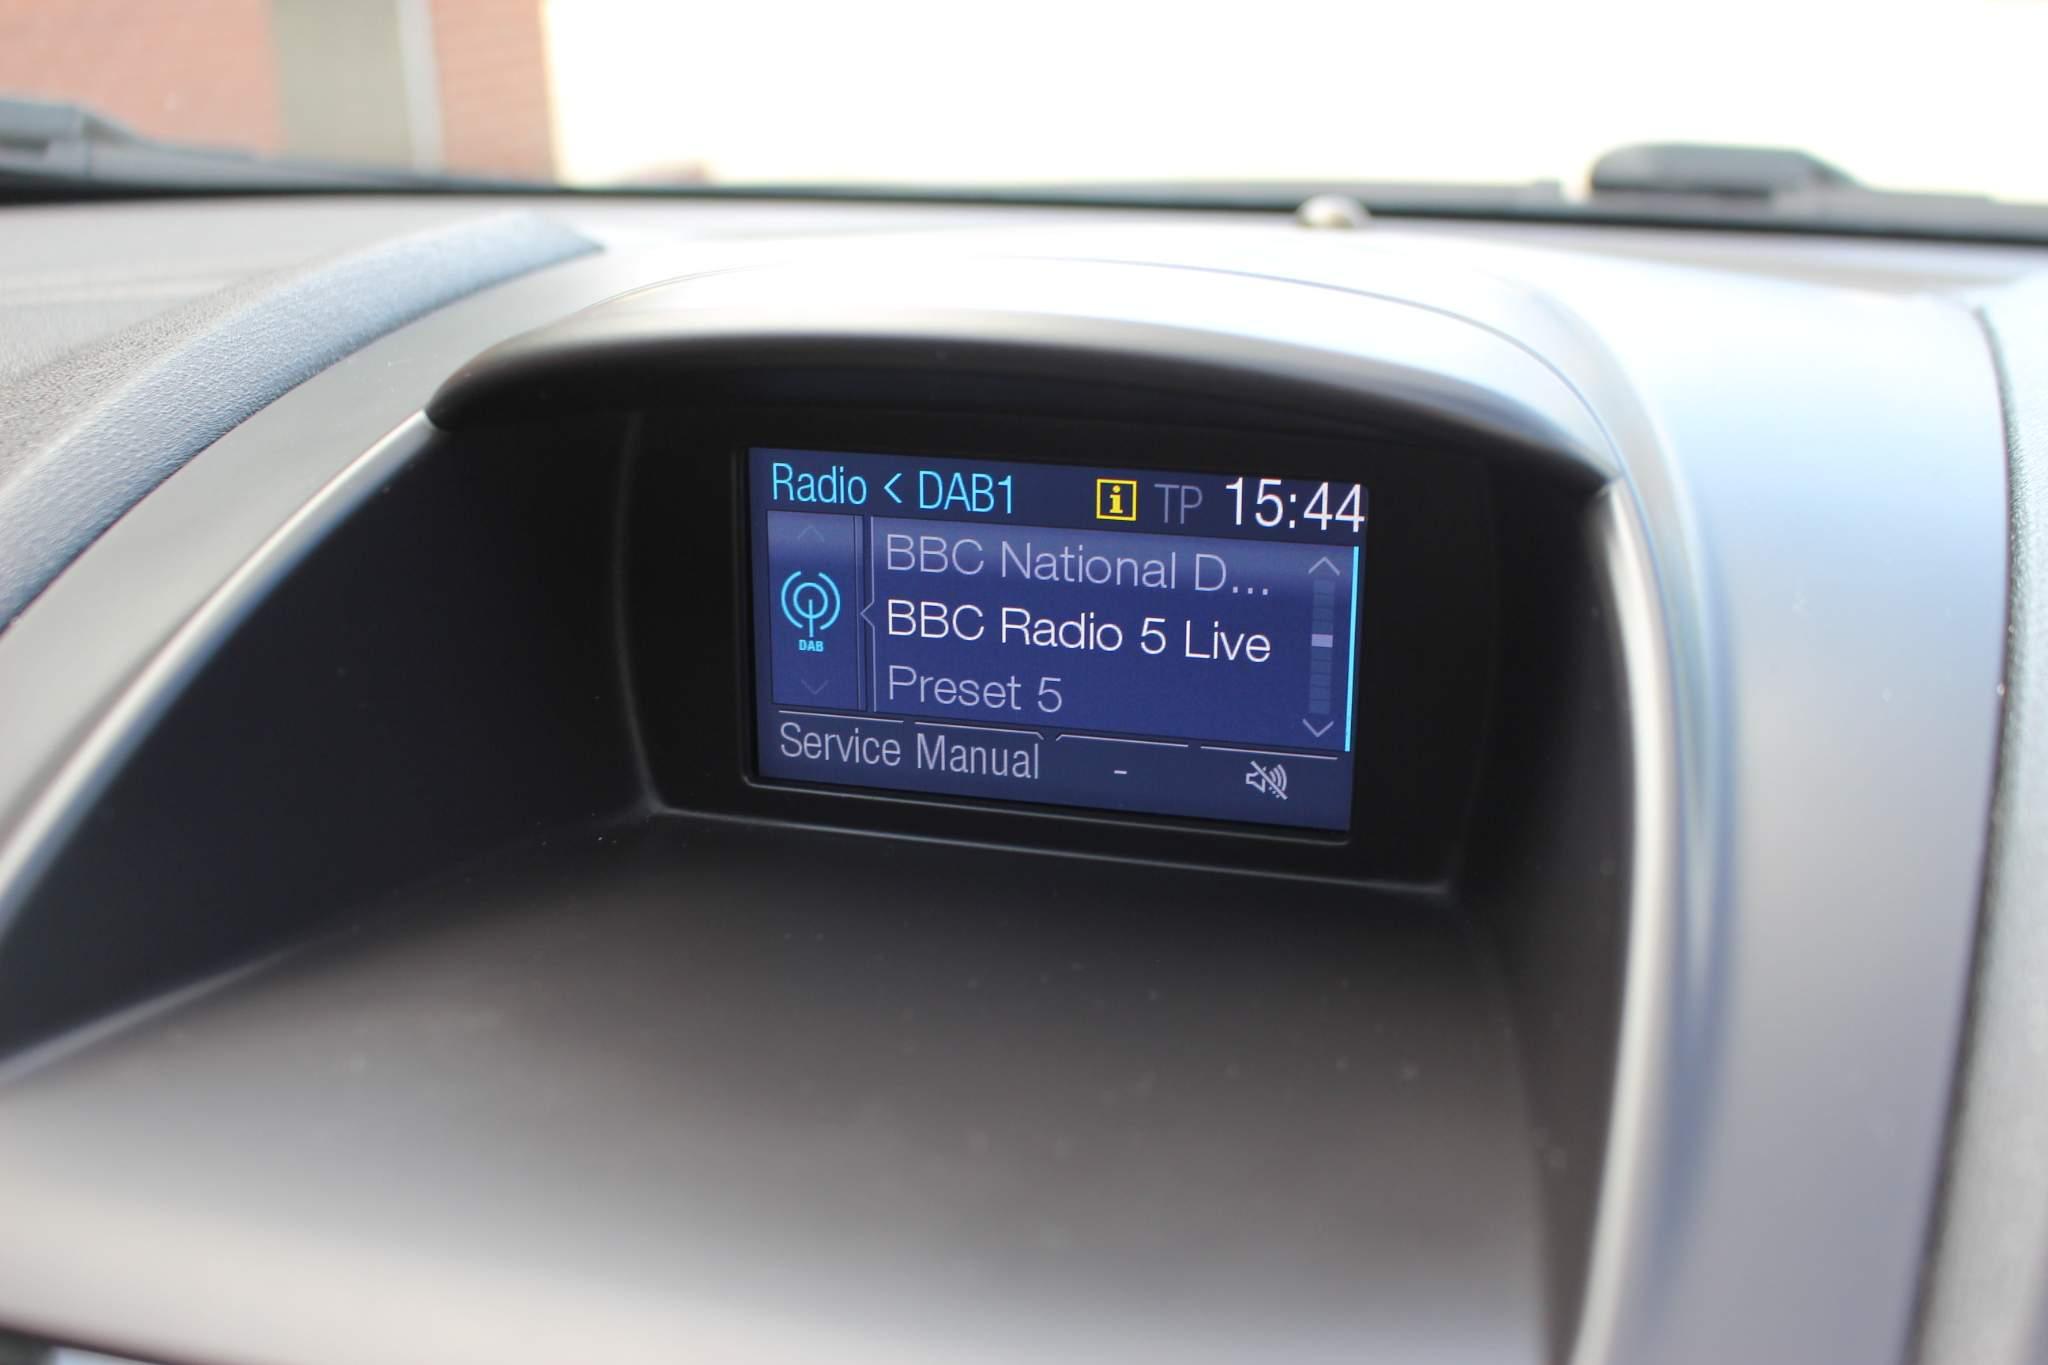 Radio < DAB1 i TP 15:44
BBC National D...
BBC Radio 5 Live
DAB
Preset 5
Service Manual -